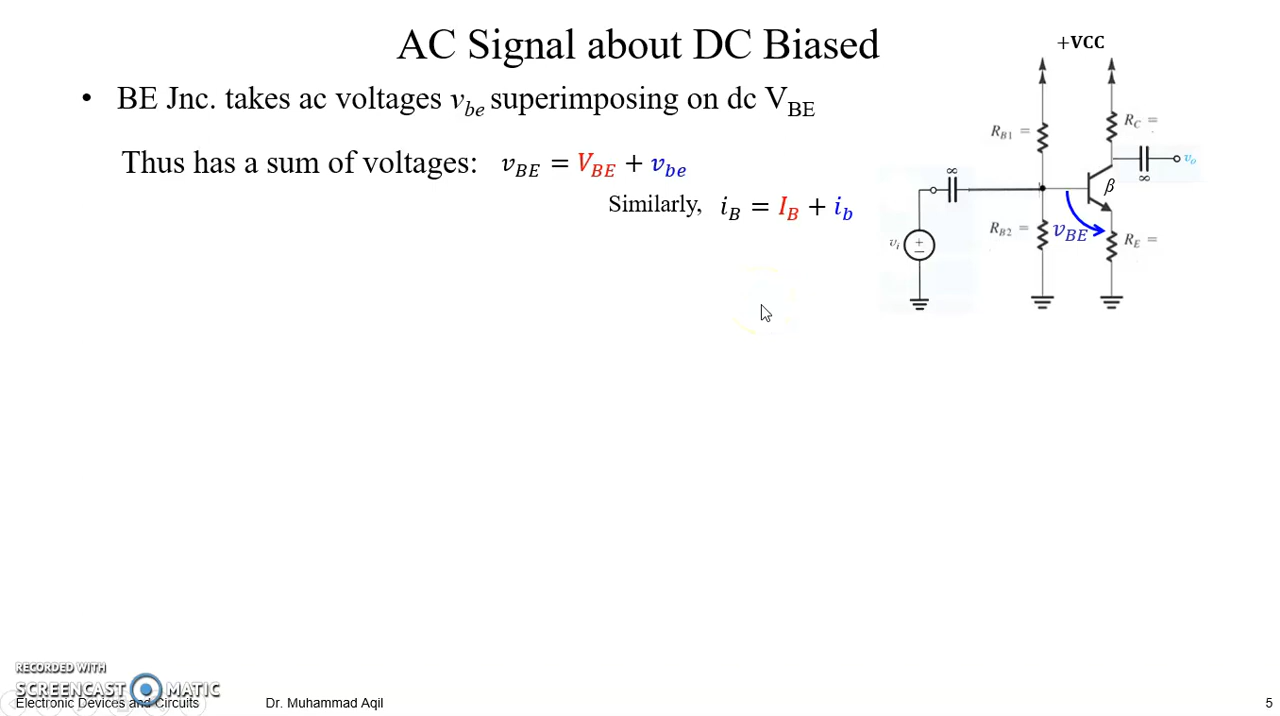 AC Signal about DC Biased
• BE Jnc. takes ac voltages v_be superimposing on dc V_BE
Thus has a sum of voltages: v_BE = V_BE + v_be
Similarly, i_B = I_B + i_b
+VCC
R_C =
R_B1 =
∞
v_o
∞
β
R_B2 =
v_BE
R_E =
v_i
+
−
RECORDED WITH
SCREENCAST MATIC
Electronic Devices and Circuits
Dr. Muhammad Aqil
5